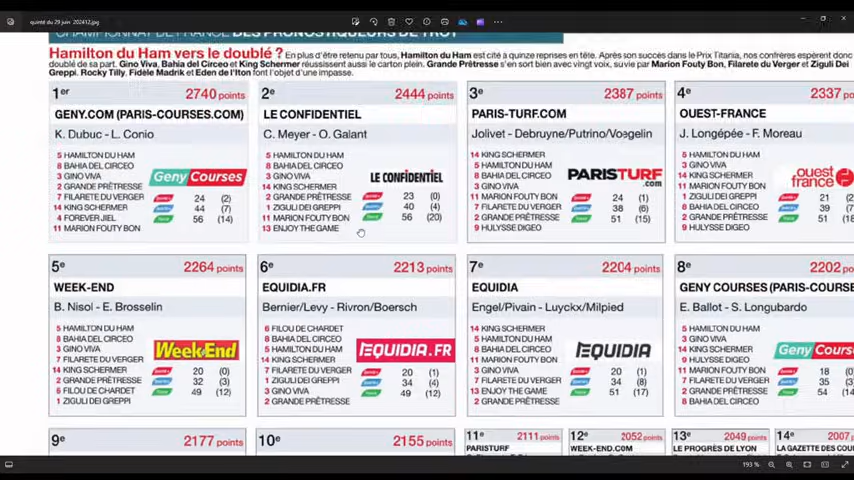 quinté du 29 juin 202412.jpg
CHAMPIONNAT DE FRANCE DES PRONOSTIQUEURS DE TROT
Hamilton du Ham vers le doublé ? En plus d'être retenu par tous, Hamilton du Ham est cité à quinze reprises en tête. Après son succès dans le Prix Titania, nos confrères espèrent donc
doublé de sa part. Gino Viva, Bahia del Circeo et King Schermer réussissent aussi le carton plein. Grande Prêtresse s'en sort bien avec vingt voix, suivie par Marion Fouty Bon, Filarete du Verger et Ziguli Dei
Greppi. Rocky Tilly, Fidèle Madrik et Eden de l'Iton font l'objet d'une impasse.
1er 2740 points
GENY.COM (PARIS-COURSES.COM)
K. Dubuc - L. Conio
5 HAMILTON DU HAM
8 BAHIA DEL CIRCEO
3 GINO VIVA
2 GRANDE PRÊTRESSE
7 FILARETE DU VERGER
14 KING SCHERMER
4 FOREVER JIEL
11 MARION FOUTY BON
Geny Courses
24 (2)
44 (7)
56 (14)
2e 2444 points
LE CONFIDENTIEL
C. Meyer - O. Galant
5 HAMILTON DU HAM
8 BAHIA DEL CIRCEO
3 GINO VIVA
14 KING SCHERMER
2 GRANDE PRÊTRESSE
1 ZIGULI DEI GREPPI
11 MARION FOUTY BON
13 ENJOY THE GAME
LE CONFIDENTIEL
23 (0)
40 (4)
56 (20)
3e 2387 points
PARIS-TURF.COM
Jolivet - Debruyne/Putrino/Voegelin
14 KING SCHERMER
5 HAMILTON DU HAM
8 BAHIA DEL CIRCEO
3 GINO VIVA
11 MARION FOUTY BON
7 FILARETE DU VERGER
2 GRANDE PRÊTRESSE
9 HULYSSE DIGEO
PARISTURF
.com
24 (1)
38 (6)
51 (15)
4e 2337 points
OUEST-FRANCE
J. Longépée - F. Moreau
5 HAMILTON DU HAM
3 GINO VIVA
14 KING SCHERMER
11 MARION FOUTY BON
1 ZIGULI DEI GREPPI
8 BAHIA DEL CIRCEO
2 GRANDE PRÊTRESSE
9 HULYSSE DIGEO
ouest
france
21 (2
39 (7
51 (18
5e 2264 points
WEEK-END
B. Nisol - E. Brosselin
5 HAMILTON DU HAM
8 BAHIA DEL CIRCEO
3 GINO VIVA
7 FILARETE DU VERGER
14 KING SCHERMER
2 GRANDE PRÊTRESSE
6 FILOU DE CHARDET
1 ZIGULI DEI GREPPI
Week-End
20 (0)
32 (3)
49 (12)
6e 2213 points
EQUIDIA.FR
Bernier/Levy - Rivron/Boersch
6 FILOU DE CHARDET
8 BAHIA DEL CIRCEO
5 HAMILTON DU HAM
14 KING SCHERMER
7 FILARETE DU VERGER
1 ZIGULI DEI GREPPI
3 GINO VIVA
2 GRANDE PRÊTRESSE
EQUIDIA.FR
20 (1)
34 (4)
49 (12)
7e 2204 points
EQUIDIA
Engel/Pivain - Luyckx/Milpied
14 KING SCHERMER
5 HAMILTON DU HAM
8 BAHIA DEL CIRCEO
11 MARION FOUTY BON
3 GINO VIVA
7 FILARETE DU VERGER
13 ENJOY THE GAME
2 GRANDE PRÊTRESSE
EQUIDIA
20 (1)
34 (8)
51 (17)
8e 2202 points
GENY COURSES (PARIS-COURSE
E. Ballot - S. Longubardo
5 HAMILTON DU HAM
3 GINO VIVA
14 KING SCHERMER
9 HULYSSE DIGEO
11 MARION FOUTY BON
7 FILARETE DU VERGER
2 GRANDE PRÊTRESSE
8 BAHIA DEL CIRCEO
Geny Cours
18 (0
35 (3
51 (1
9e 2177 points
10e 2155 points
11e 2111 points
PARISTURF
12e 2052 points
WEEK-END.COM
13e 2049 points
LE PROGRÈS DE LYON
14e 2007
LA GAZETTE DES COU
193 %